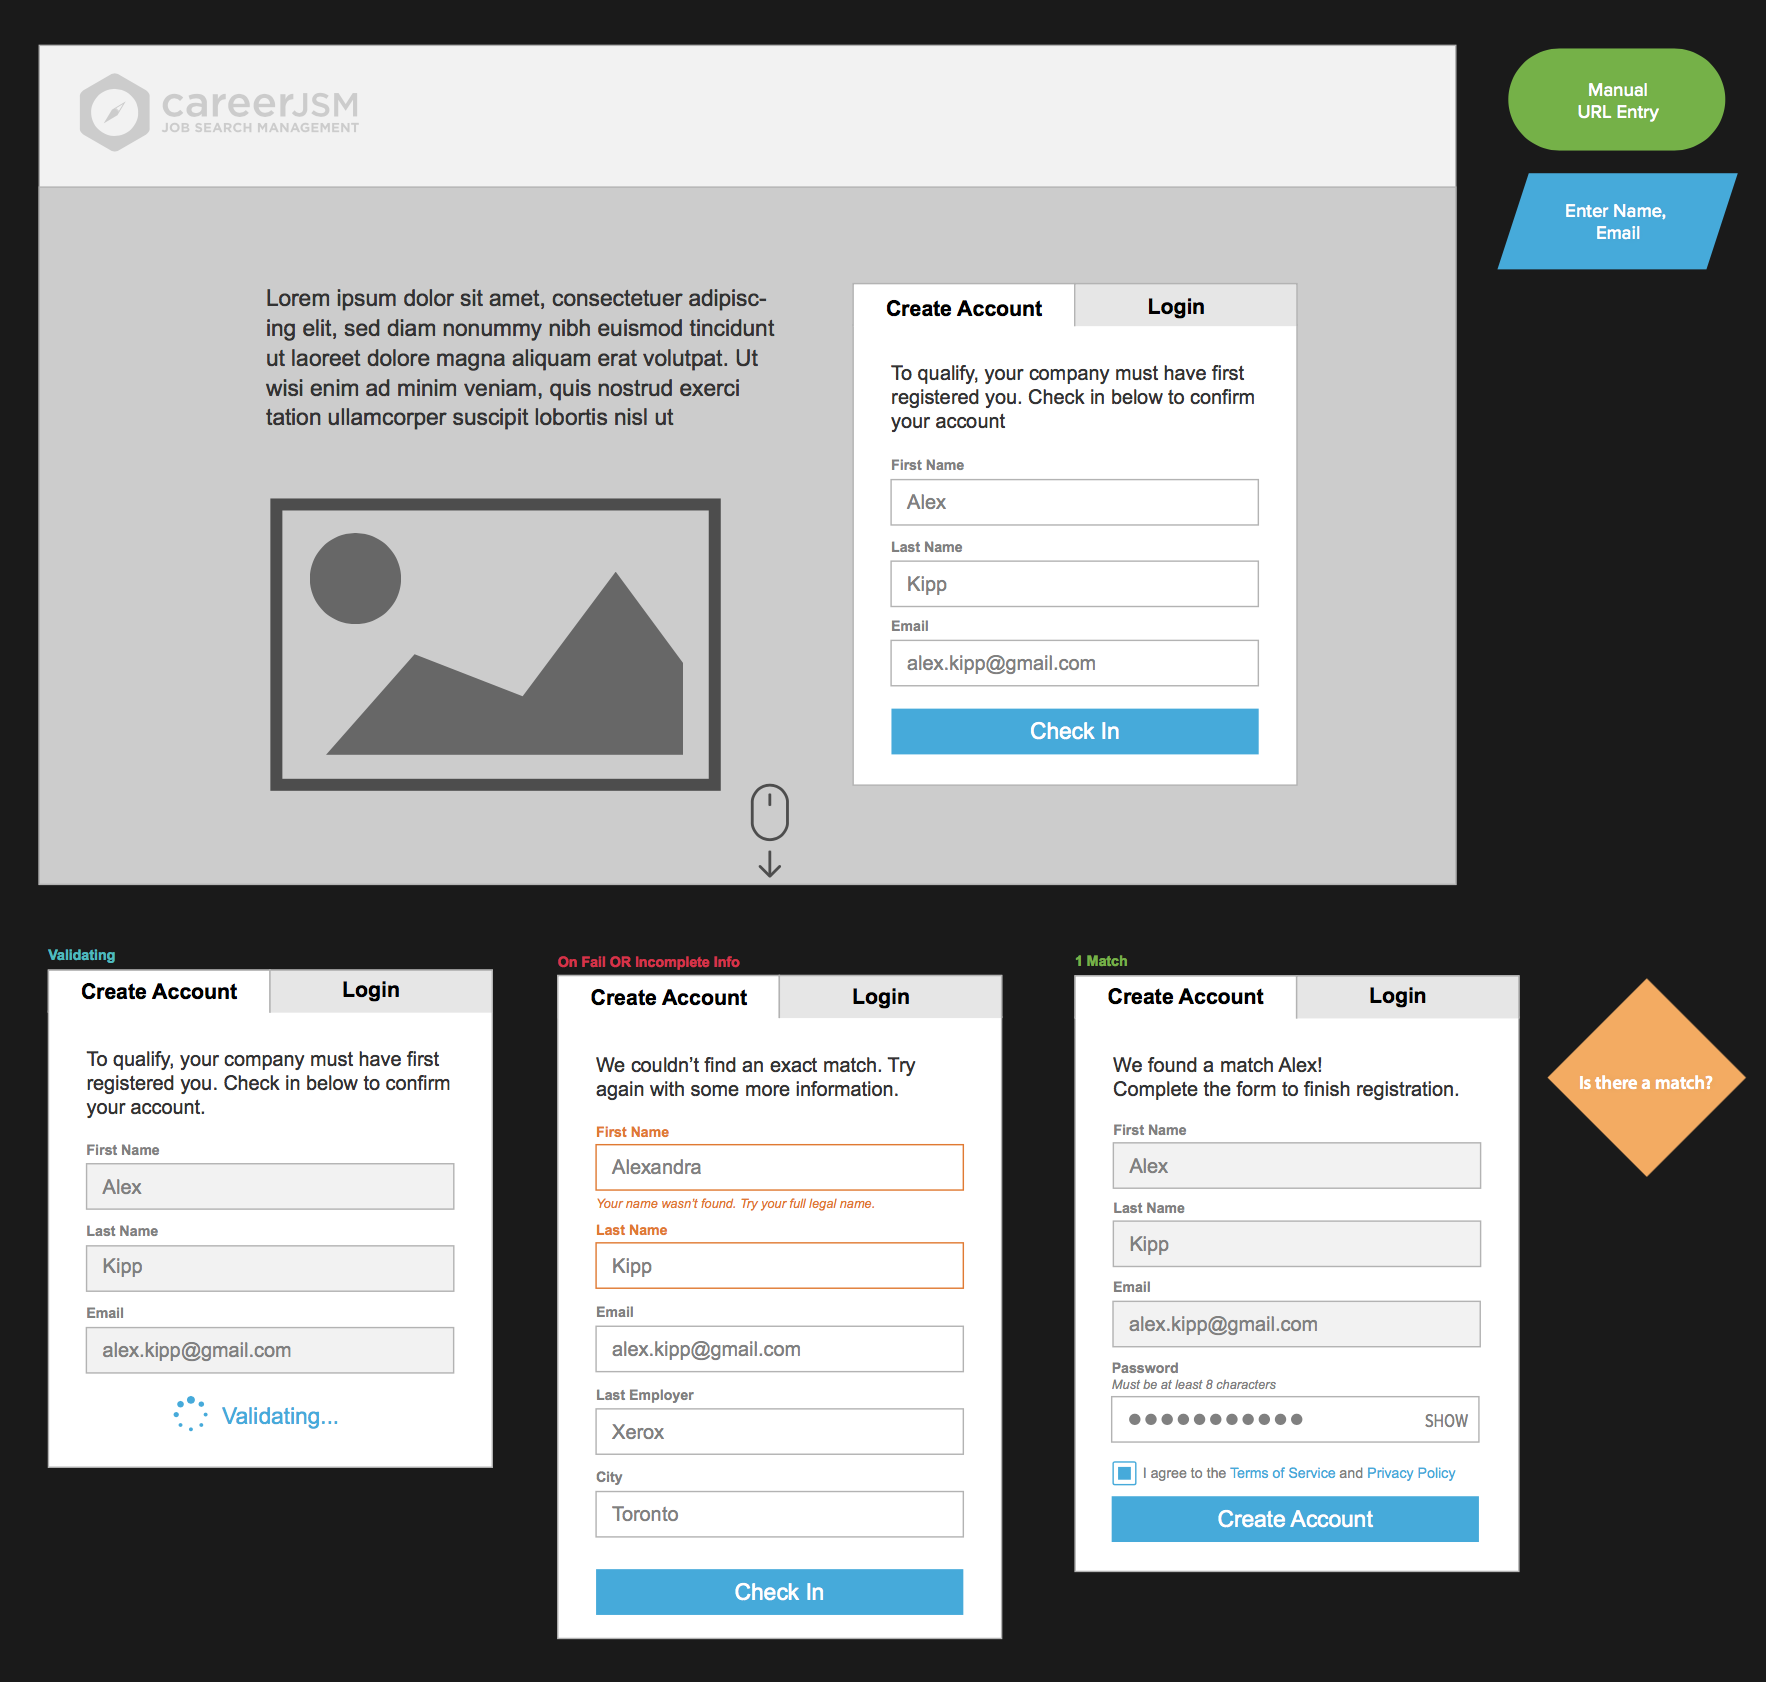 careerJSM
JOB SEARCH MANAGEMENT
Manual
URL Entry
Enter Name,
Email
Lorem ipsum dolor sit amet, consectetuer adipisc-
ing elit, sed diam nonummy nibh euismod tincidunt
ut laoreet dolore magna aliquam erat volutpat. Ut
wisi enim ad minim veniam, quis nostrud exerci
tation ullamcorper suscipit lobortis nisl ut
Create Account
Login
To qualify, your company must have first
registered you. Check in below to confirm
your account
First Name
Alex
Last Name
Kipp
Email
alex.kipp@gmail.com
Check In
Validating
Create Account
Login
To qualify, your company must have first
registered you. Check in below to confirm
your account.
First Name
Alex
Last Name
Kipp
Email
alex.kipp@gmail.com
Validating...
On Fail OR Incomplete Info
Create Account
Login
We couldn't find an exact match. Try
again with some more information.
First Name
Alexandra
Your name wasn't found. Try your full legal name.
Last Name
Kipp
Email
alex.kipp@gmail.com
Last Employer
Xerox
City
Toronto
Check In
1 Match
Create Account
Login
We found a match Alex!
Complete the form to finish registration.
First Name
Alex
Last Name
Kipp
Email
alex.kipp@gmail.com
Password
Must be at least 8 characters
SHOW
I agree to the Terms of Service and Privacy Policy
Create Account
Is there a match?